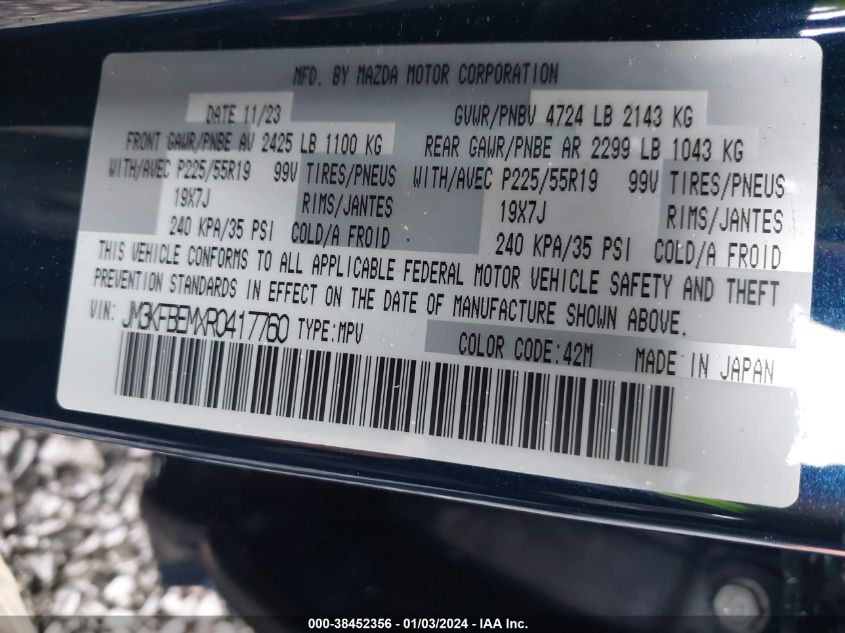 MFD. BY MAZDA MOTOR CORPORATION
DATE 11/23 GVWR/PNBV 4724 LB 2143 KG
FRONT GAWR/PNBE AV 2425 LB 1100 KG REAR GAWR/PNBE AR 2299 LB 1043 KG
WITH/AVEC P225/55R19 99V TIRES/PNEUS WITH/AVEC P225/55R19 99V TIRES/PNEUS
19X7J RIMS/JANTES 19X7J RIMS/JANTES
240 KPA/35 PSI COLD/A FROID 240 KPA/35 PSI COLD/A FROID
THIS VEHICLE CONFORMS TO ALL APPLICABLE FEDERAL MOTOR VEHICLE SAFETY AND THEFT
PREVENTION STANDARDS IN EFFECT ON THE DATE OF MANUFACTURE SHOWN ABOVE.
VIN: JM3KFBEMXR0417760 TYPE:MPV
COLOR CODE:42M MADE IN JAPAN
000-38452356 - 01/03/2024 - IAA Inc.